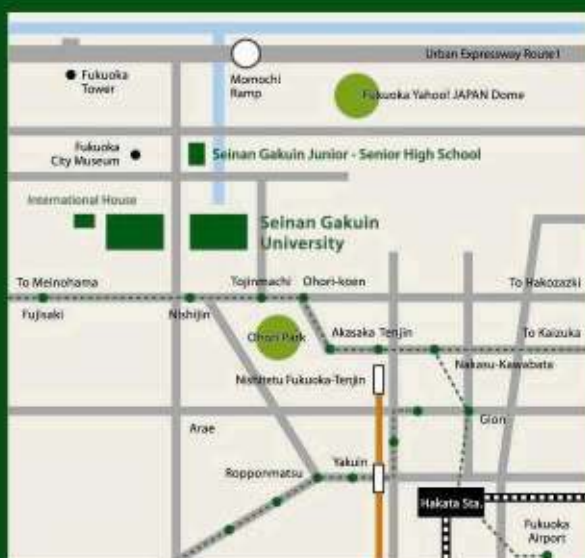 Urban Expressway Route1
Fukuoka
Tower
Momochi
Ramp
Fukuoka Yahoo! JAPAN Dome
Fukuoka
City Museum
Seinan Gakuin Junior - Senior High School
International House
Seinan Gakuin
University
To Meinohama
Tojinmachi
Ohori-koen
To Hakozazki
Fujisaki
Nishijin
Ohori Park
Akasaka
Tenjin
To Kaizuka
Nakasu-Kawabata
Nishitetu Fukuoka-Tenjin
Gion
Arae
Ropponmatsu
Yakuin
Hakata Sta.
Fukuoka
Airport